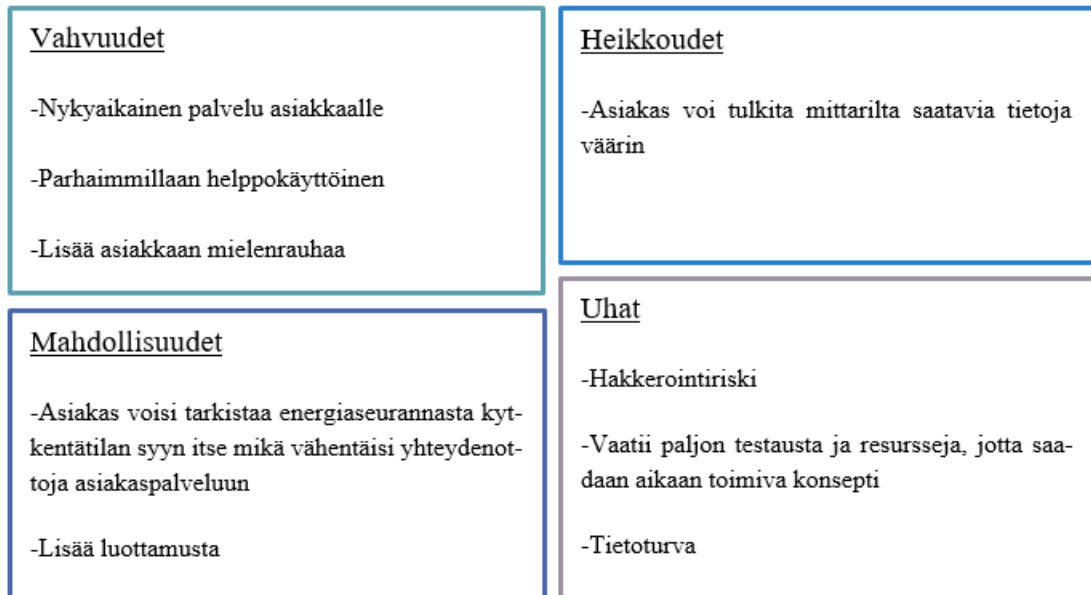 Vahvuudet
-Nykyaikainen palvelu asiakkaalle
-Parhaimmillaan helppokäyttöinen
-Lisää asiakkaan mielenrauhaa
Heikkoudet
-Asiakas voi tulkita mittarilta saatavia tietoja
väärin
Mahdollisuudet
-Asiakas voisi tarkistaa energiaseurannasta kyt-
kentätilan syyn itse mikä vähentäisi yhteydenot-
toja asiakaspalveluun
-Lisää luottamusta
Uhat
-Hakkerointiriski
-Vaatii paljon testausta ja resursseja, jotta saa-
daan aikaan toimiva konsepti
-Tietoturva